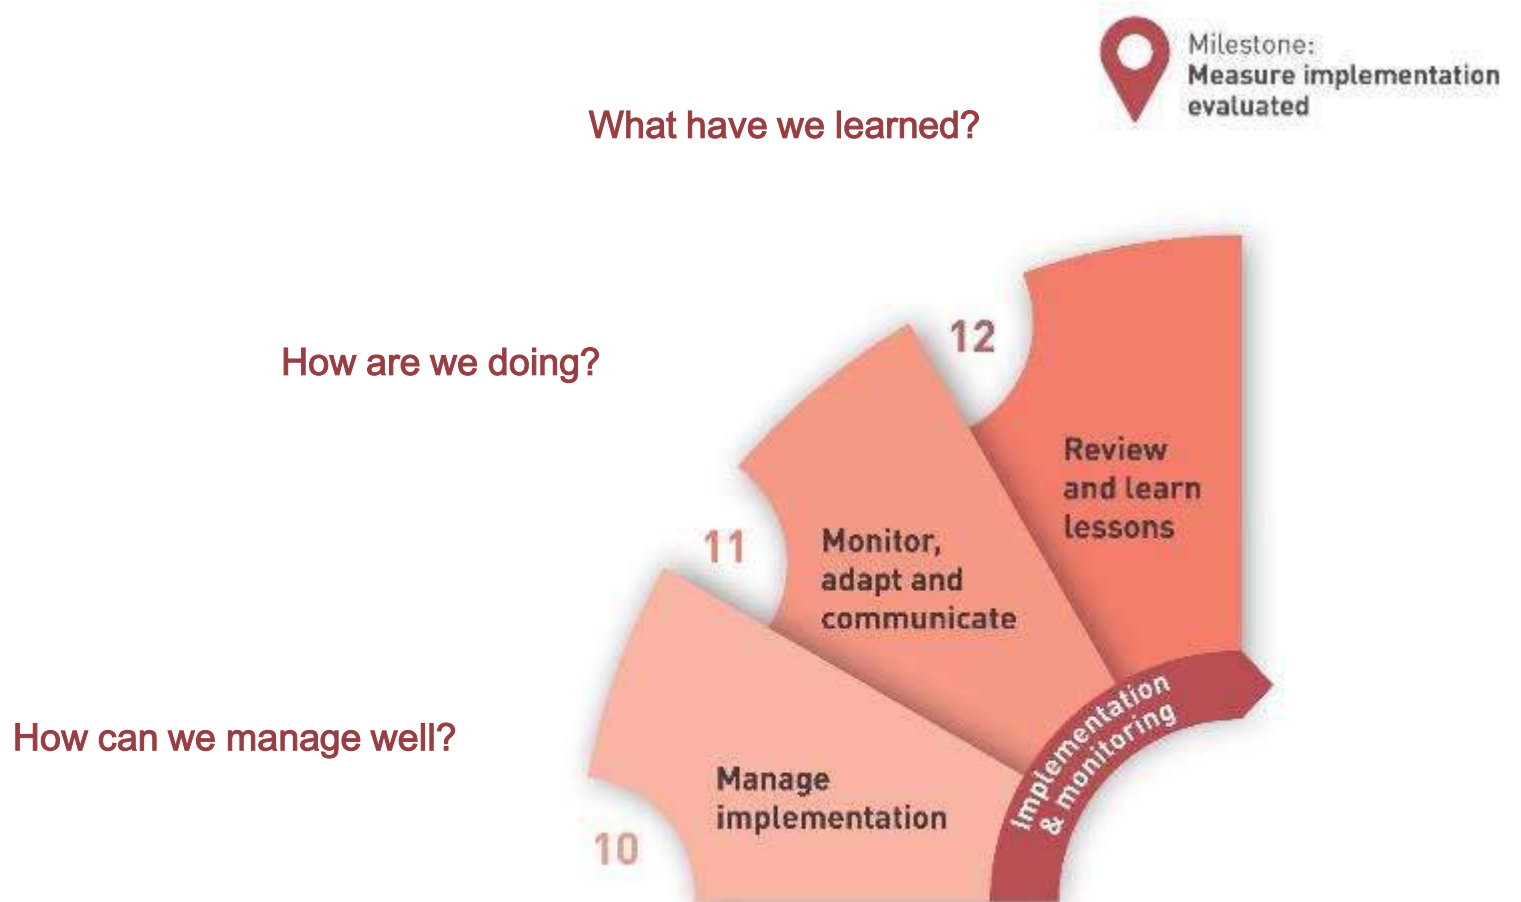 Milestone:
Measure implementation
evaluated
What have we learned?
12
How are we doing?
Review
and learn
lessons
11
Monitor,
adapt and
communicate
How can we manage well?
Manage
implementation
10
Implementation
& monitoring